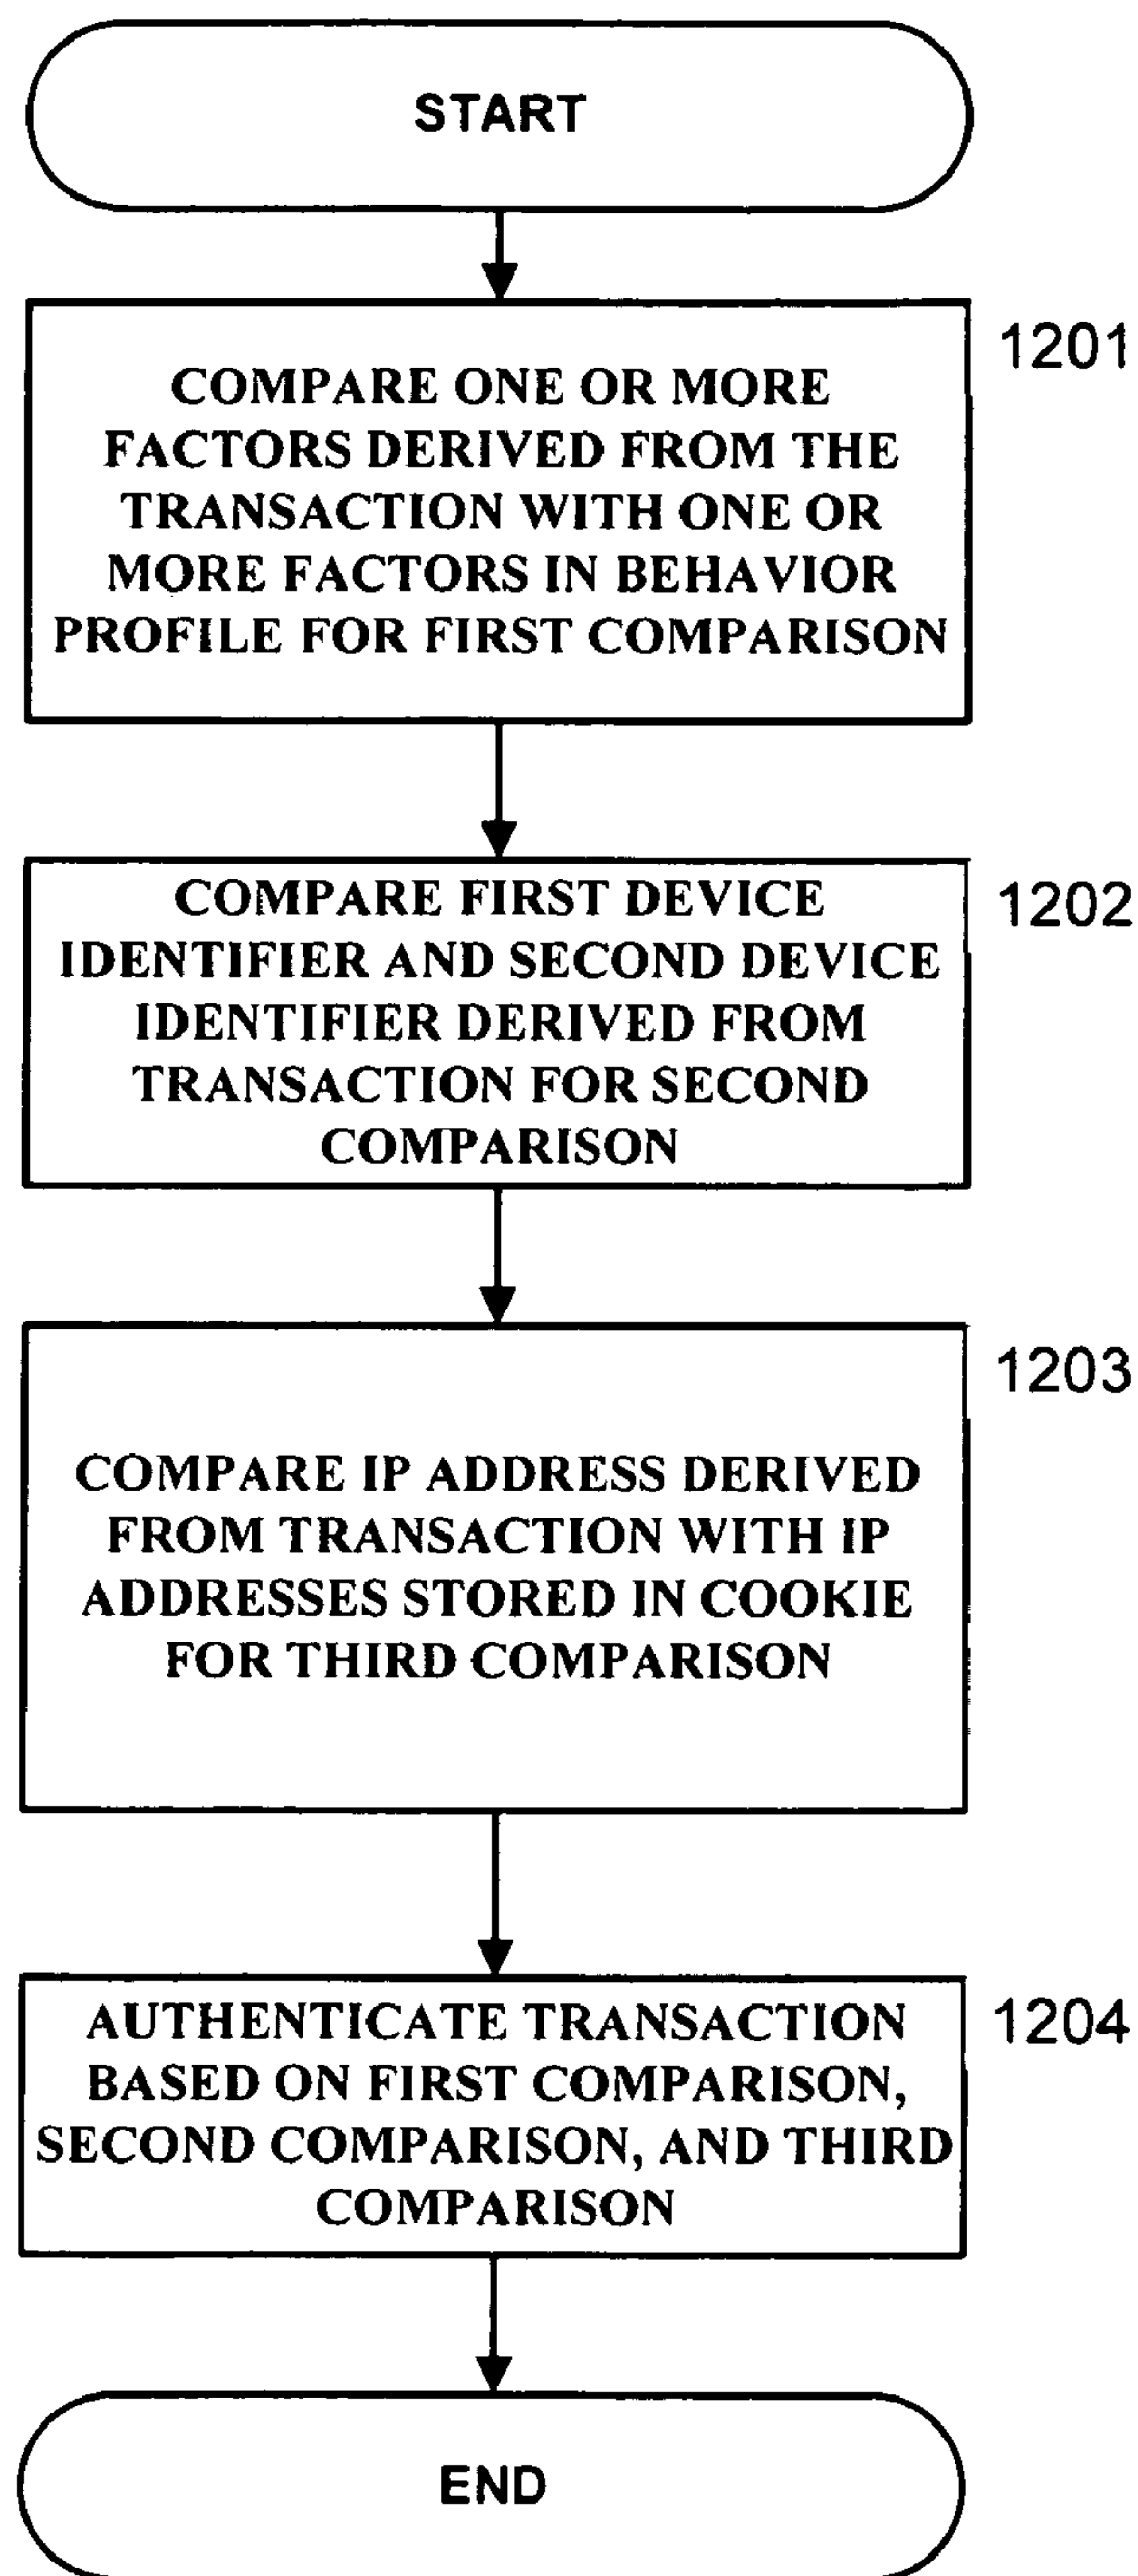 START
1201
COMPARE ONE OR MORE
FACTORS DERIVED FROM THE
TRANSACTION WITH ONE OR
MORE FACTORS IN BEHAVIOR
PROFILE FOR FIRST COMPARISON
1202
COMPARE FIRST DEVICE
IDENTIFIER AND SECOND DEVICE
IDENTIFIER DERIVED FROM
TRANSACTION FOR SECOND
COMPARISON
1203
COMPARE IP ADDRESS DERIVED
FROM TRANSACTION WITH IP
ADDRESSES STORED IN COOKIE
FOR THIRD COMPARISON
1204
AUTHENTICATE TRANSACTION
BASED ON FIRST COMPARISON,
SECOND COMPARISON, AND THIRD
COMPARISON
END